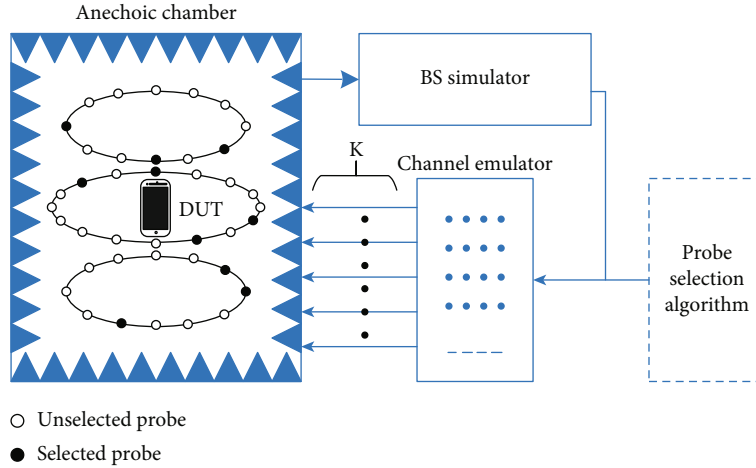 Anechoic chamber
BS simulator
K
Channel emulator
DUT
Probe
selection
algorithm
Unselected probe
Selected probe